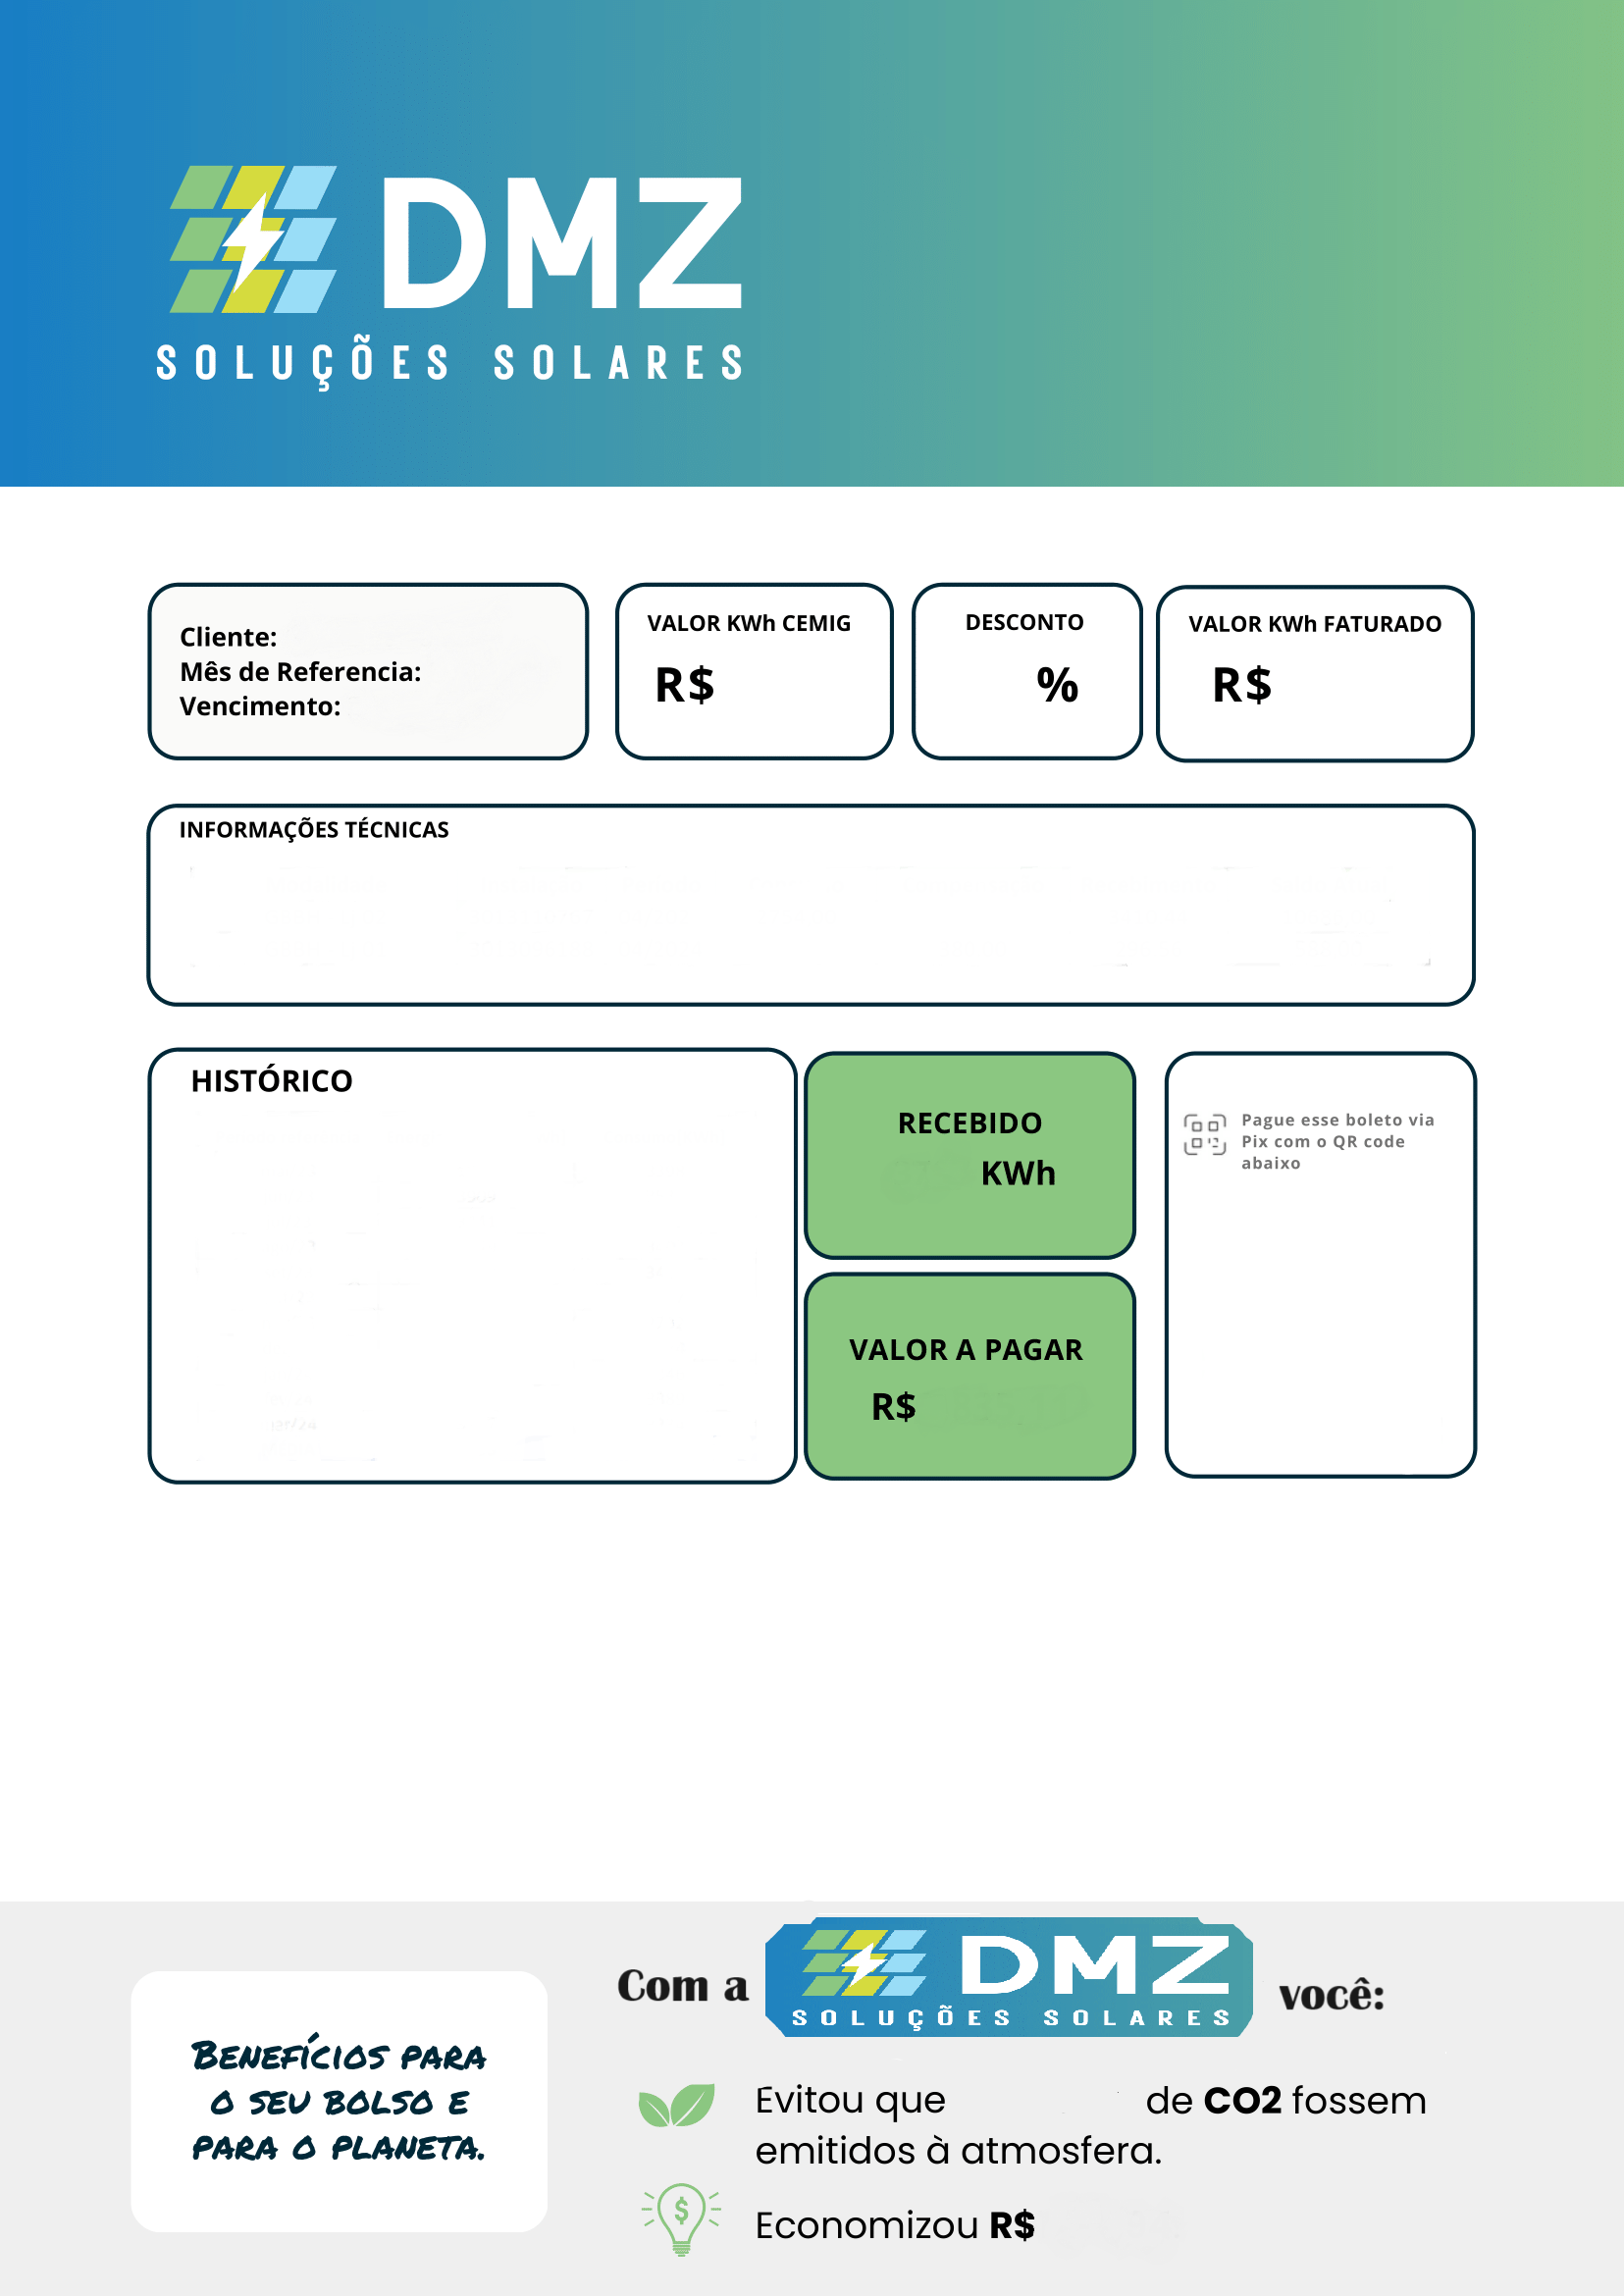 DMZ
SOLUÇÕES SOLARES
Cliente:
Mês de Referencia:
Vencimento:
VALOR KWh CEMIG
R$
DESCONTO
%
VALOR KWh FATURADO
R$
INFORMAÇÕES TÉCNICAS
HISTÓRICO
RECEBIDO
KWh
VALOR A PAGAR
R$
Pague esse boleto via
Pix com o QR code
abaixo
BENEFÍCIOS PARA
O SEU BOLSO E
PARA O PLANETA.
Com a DMZ você:
SOLUÇÕES SOLARES
Evitou que de CO2 fossem
emitidos à atmosfera.
Economizou R$